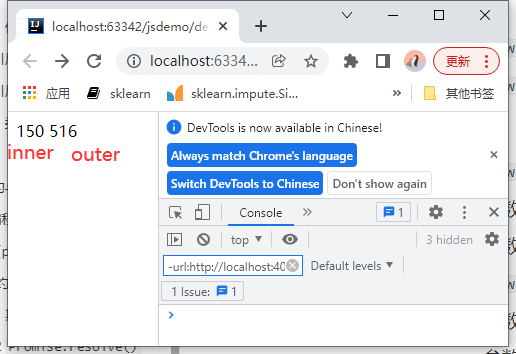 localhost:63342/jsdemo/de
localhost:6334...
更新
应用
sklearn
sklearn.impute.Si...
其他书签
150 516
inner outer
DevTools is now available in Chinese!
Always match Chrome's language
Switch DevTools to Chinese
Don't show again
Console
1
top
3 hidden
-url:http://localhost:40
Default levels
1 Issue:
1
Promise.resolve()